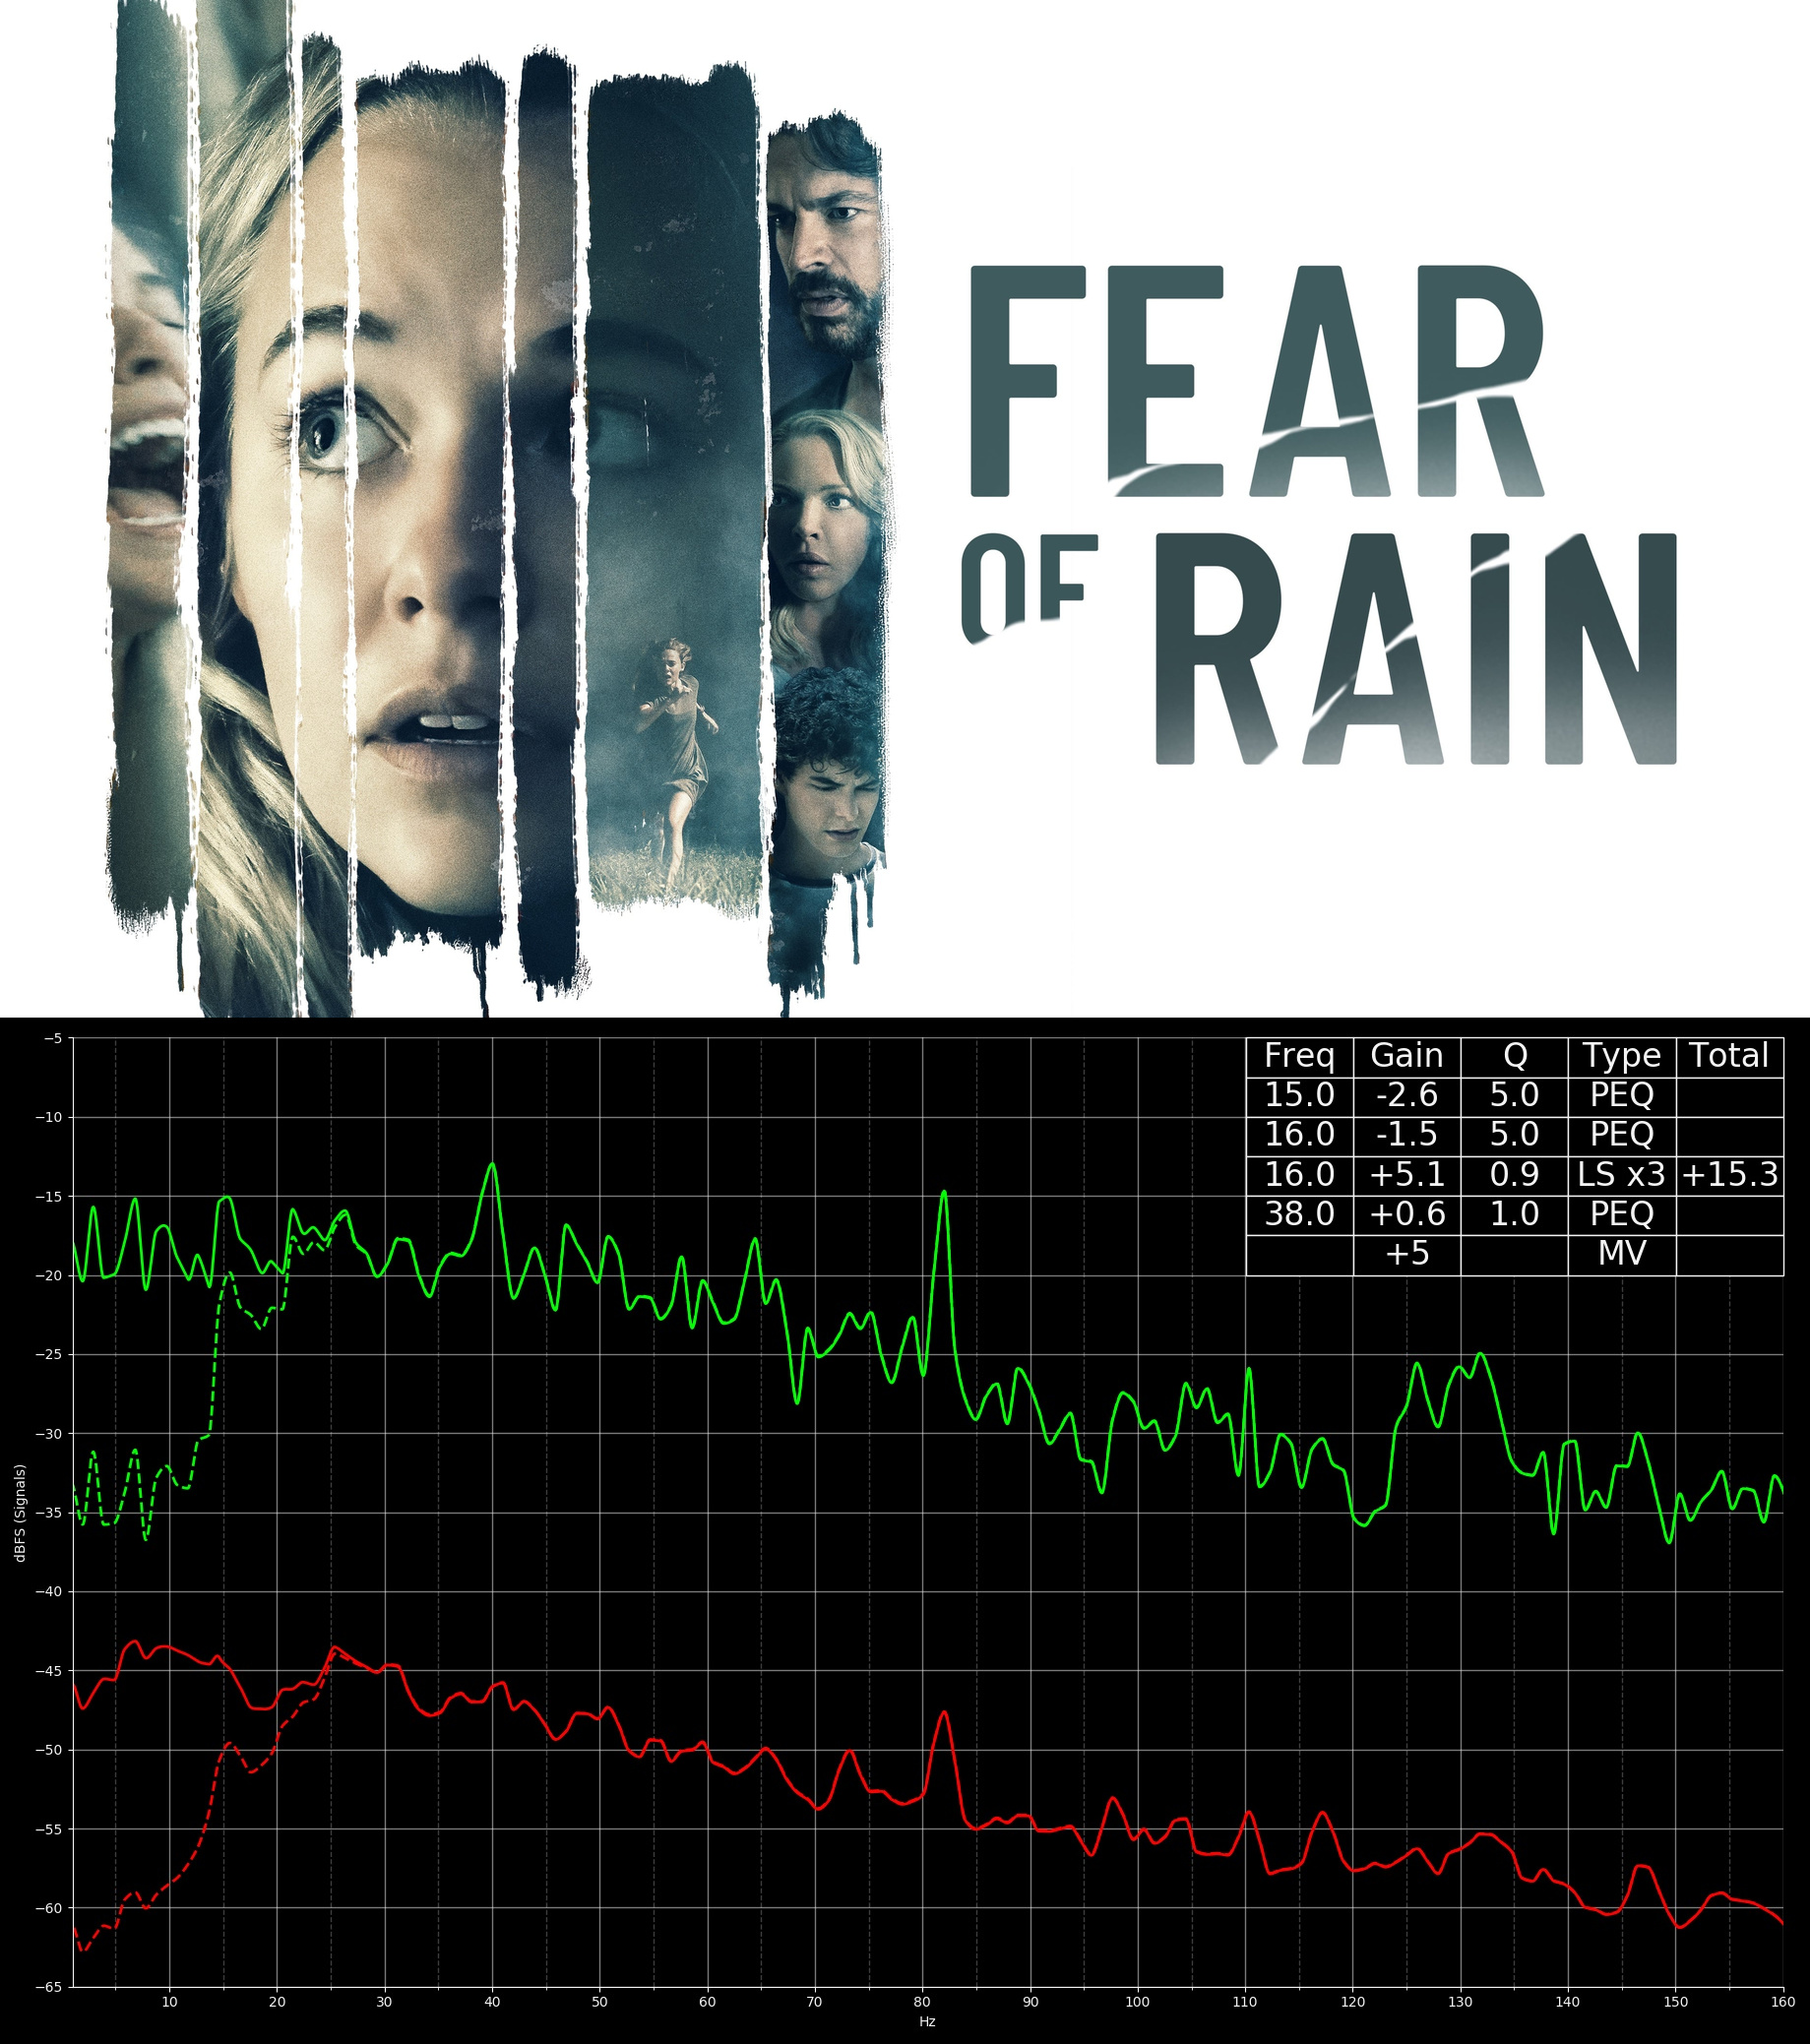 FEAR
OF RAIN
Freq Gain Q Type Total
15.0 -2.6 5.0 PEQ
16.0 -1.5 5.0 PEQ
16.0 +5.1 0.9 LS x3 +15.3
38.0 +0.6 1.0 PEQ
+5 MV
−5
−10
−15
−20
−25
−30
−35
−40
−45
−50
−55
−60
−65
dBFS (Signals)
10 20 30 40 50 60 70 80 90 100 110 120 130 140 150 160
Hz